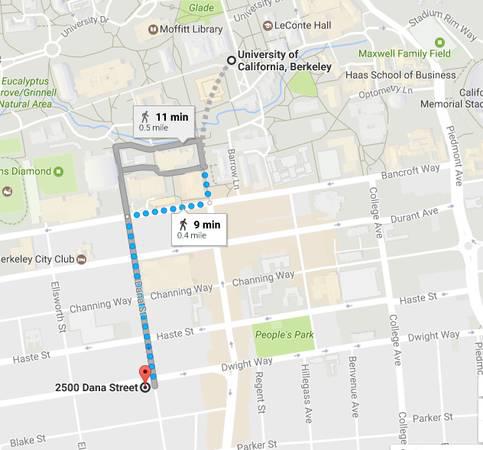 Glade
University Dr
Moffitt Library
LeConte Hall
Stadium Rim Way
University of
California, Berkeley
Maxwell Family Field
Haas School of Business
Eucalyptus
Grove/Grinnell
Natural Area
Optometry Ln
Califo
Memorial Stad
11 min
0.5 mile
ns Diamond
Barrow Ln
Bancroft Way
Piedmont Ave
College Ave
Durant Ave
9 min
0.4 mile
erkeley City Club
Channing Way
Ellsworth St
Channing Way
Dana St
Haste St
Haste St
People's Park
Dwight Way
College Ave
Piedm
2500 Dana Street
Dwight Way
Regent St
Hillegass Ave
Benvenue Ave
Parker St
Blake St
Parker St